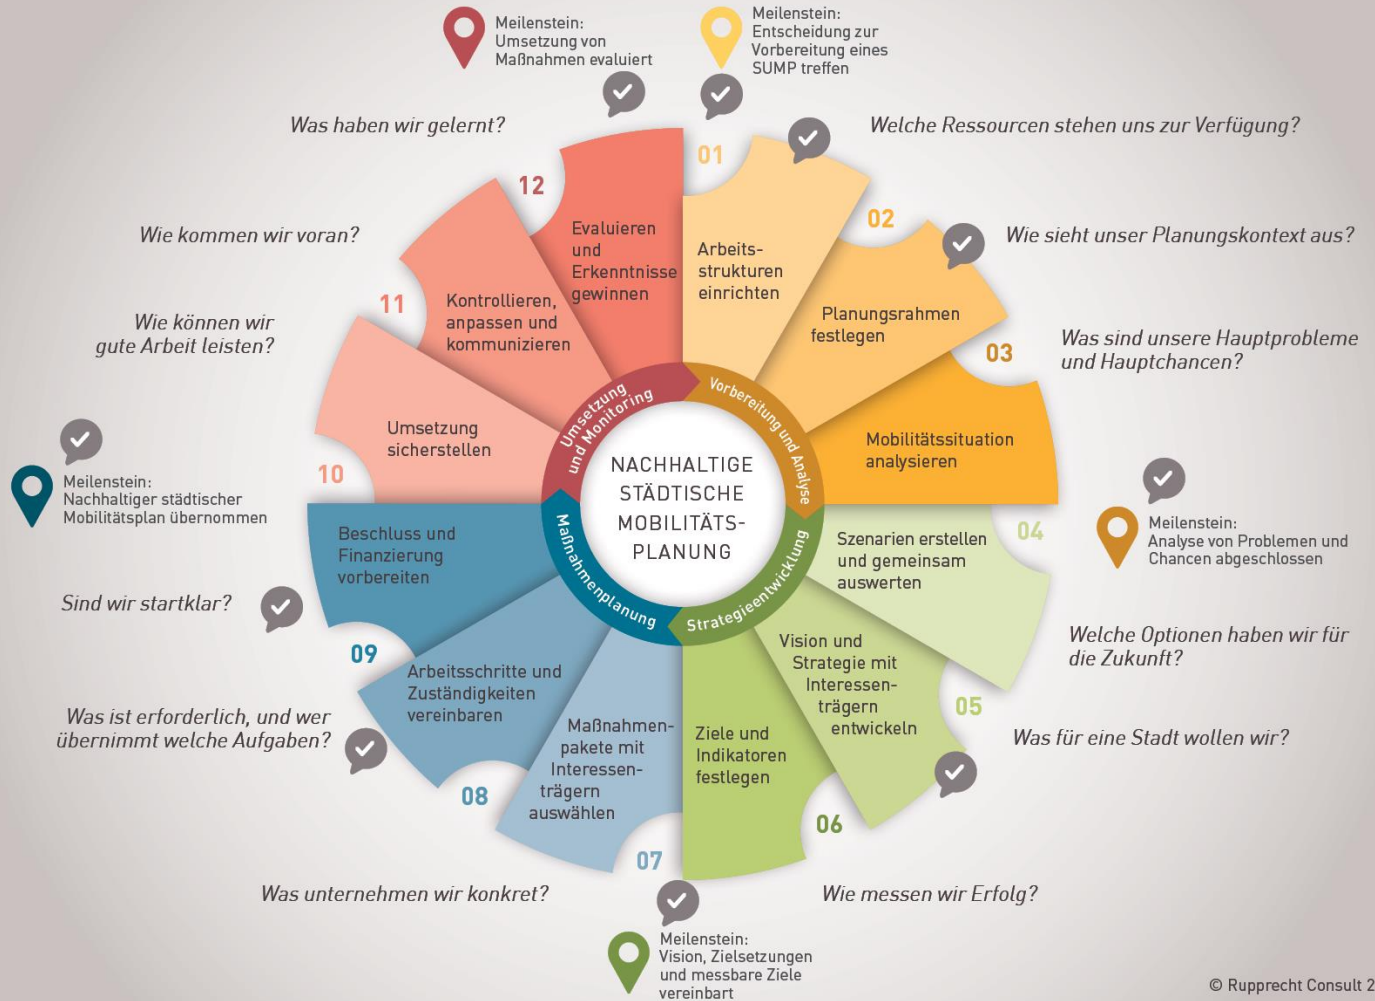 Meilenstein:
Umsetzung von
Maßnahmen evaluiert
Meilenstein:
Entscheidung zur
Vorbereitung eines
SUMP treffen
Was haben wir gelernt?
Welche Ressourcen stehen uns zur Verfügung?
01
Arbeits-
strukturen
einrichten
02
Wie sieht unser Planungskontext aus?
Planungsrahmen
festlegen
03
Was sind unsere Hauptprobleme
und Hauptchancen?
Mobilitätssituation
analysieren
Meilenstein:
Analyse von Problemen und
Chancen abgeschlossen
04
Szenarien erstellen
und gemeinsam
auswerten
Welche Optionen haben wir für
die Zukunft?
05
Vision und
Strategie mit
Interessen-
trägern
entwickeln
Was für eine Stadt wollen wir?
06
Ziele und
Indikatoren
festlegen
Wie messen wir Erfolg?
Meilenstein:
Vision, Zielsetzungen
und messbare Ziele
vereinbart
07
Maßnahmen-
pakete mit
Interessen-
trägern
auswählen
Was unternehmen wir konkret?
08
Arbeitsschritte und
Zuständigkeiten
vereinbaren
Was ist erforderlich, und wer
übernimmt welche Aufgaben?
09
Beschluss und
Finanzierung
vorbereiten
Sind wir startklar?
Meilenstein:
Nachhaltiger städtischer
Mobilitätsplan übernommen
10
Umsetzung
sicherstellen
Wie können wir
gute Arbeit leisten?
11
Kontrollieren,
anpassen und
kommunizieren
Wie kommen wir voran?
12
Evaluieren
und
Erkenntnisse
gewinnen
Vorbereitung und Analyse
Strategieentwicklung
Maßnahmenplanung
Umsetzung
und Monitoring
NACHHALTIGE
STÄDTISCHE
MOBILITÄTS-
PLANUNG
© Rupprecht Consult 2